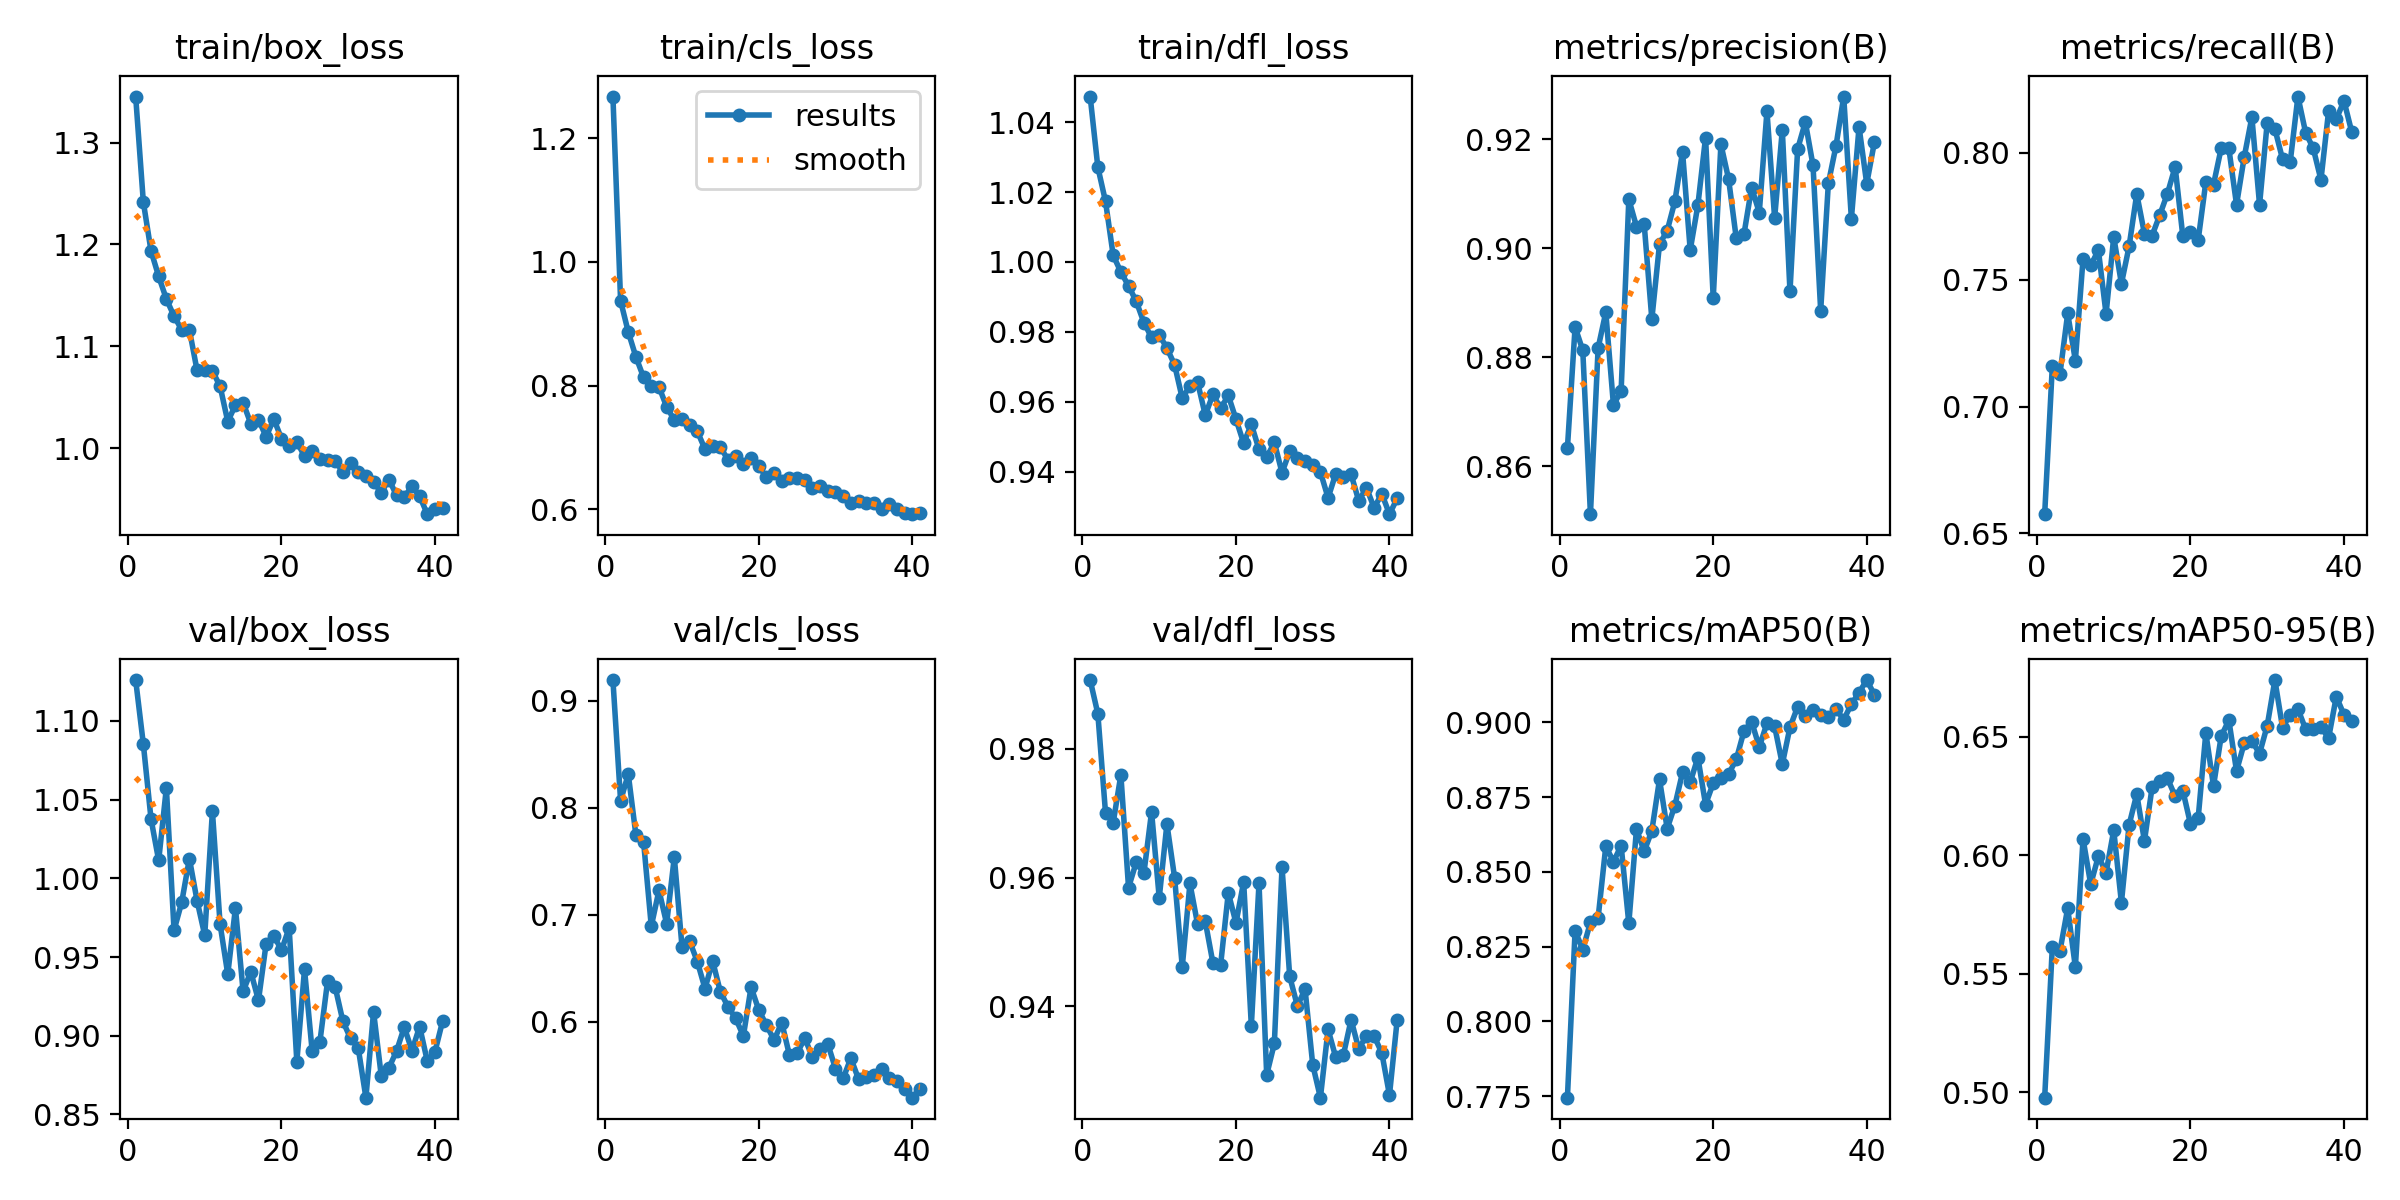 train/box_loss
train/cls_loss
train/dfl_loss
metrics/precision(B)
metrics/recall(B)
1.3
1.2
1.1
1.0
0 20 40
results
smooth
1.2
1.0
0.8
0.6
0 20 40
1.04
1.02
1.00
0.98
0.96
0.94
0 20 40
0.92
0.90
0.88
0.86
0 20 40
0.80
0.75
0.70
0.65
0 20 40
val/box_loss
val/cls_loss
val/dfl_loss
metrics/mAP50(B)
metrics/mAP50-95(B)
1.10
1.05
1.00
0.95
0.90
0.85
0 20 40
0.9
0.8
0.7
0.6
0 20 40
0.98
0.96
0.94
0 20 40
0.900
0.875
0.850
0.825
0.800
0.775
0 20 40
0.65
0.60
0.55
0.50
0 20 40